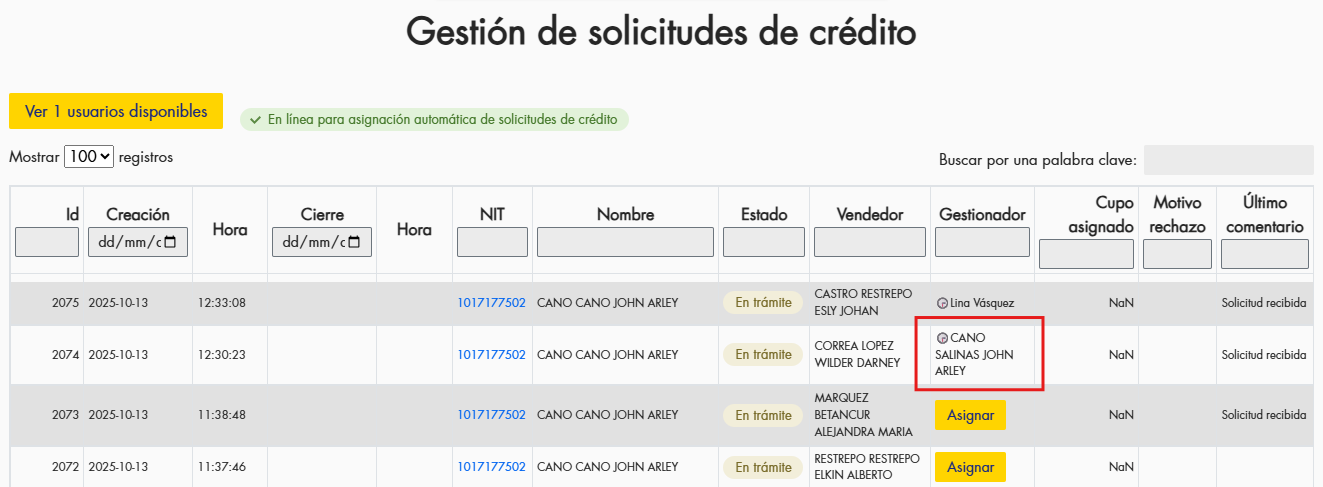 Gestión de solicitudes de crédito
Ver 1 usuarios disponibles
En línea para asignación automática de solicitudes de crédito
Mostrar 100 registros
Buscar por una palabra clave:
Id Creación Hora Cierre Hora NIT Nombre Estado Vendedor Gestionador Cupo asignado Motivo rechazo Último comentario
dd/mm/c dd/mm/c
2075 2025-10-13 12:33:08 1017177502 CANO CANO JOHN ARLEY En trámite CASTRO RESTREPO ESLY JOHAN Lina Vásquez NaN Solicitud recibida
2074 2025-10-13 12:30:23 1017177502 CANO CANO JOHN ARLEY En trámite CORREA LOPEZ WILDER DARNEY CANO SALINAS JOHN ARLEY NaN Solicitud recibida
2073 2025-10-13 11:38:48 1017177502 CANO CANO JOHN ARLEY En trámite MARQUEZ BETANCUR ALEJANDRA MARIA Asignar NaN Solicitud recibida
2072 2025-10-13 11:37:46 1017177502 CANO CANO JOHN ARLEY En trámite RESTREPO RESTREPO ELKIN ALBERTO Asignar NaN